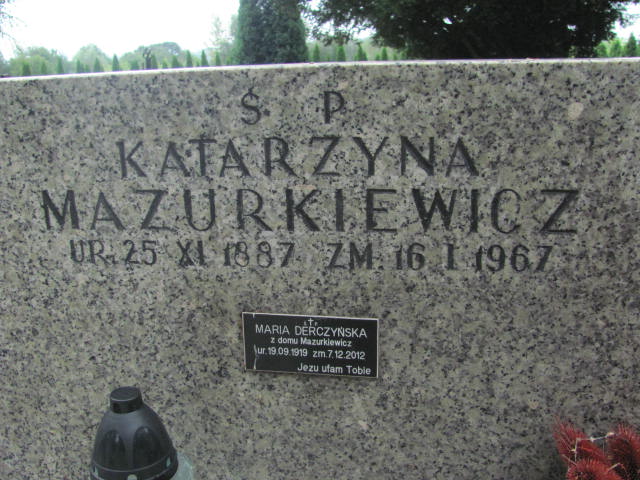 Ś P
KATARZYNA
MAZURKIEWICZ
UR. 25 XI 1887 ZM. 16 I 1967
Ś P
MARIA DERCZYŃSKA
z domu Mazurkiewicz
ur.19.09.1919 zm.7.12.2012
Jezu ufam Tobie